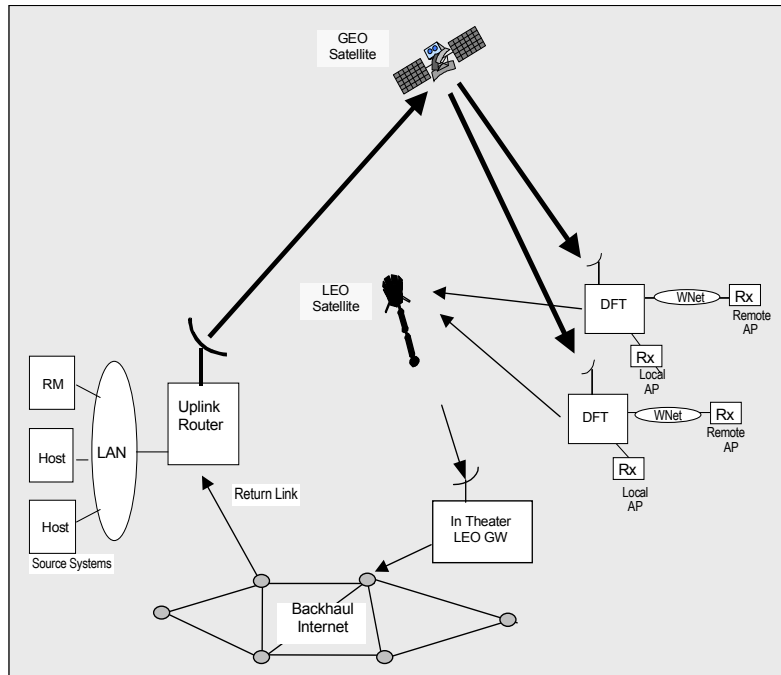 GEO
Satellite
LEO
Satellite
DFT
WNet
Rx
Remote
AP
Rx
Local
AP
DFT
WNet
Rx
Remote
AP
Rx
Local
AP
RM
Host
Host
LAN
Source Systems
Uplink
Router
Return Link
In Theater
LEO GW
Backhaul
Internet